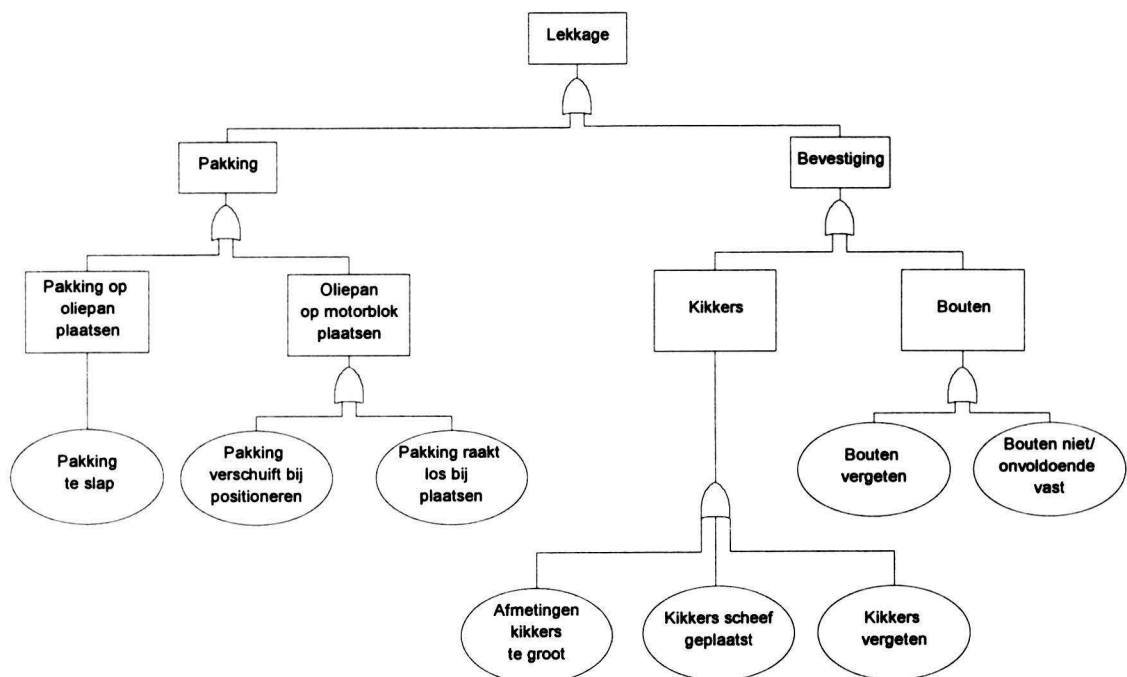 Lekkage
Pakking
Bevestiging
Pakking op
oliepan
plaatsen
Oliepan
op motorblok
plaatsen
Kikkers
Bouten
Pakking
te slap
Pakking
verschuift bij
positioneren
Pakking raakt
los bij
plaatsen
Bouten
vergeten
Bouten niet/
onvoldoende
vast
Afmetingen
kikkers
te groot
Kikkers scheef
geplaatst
Kikkers
vergeten